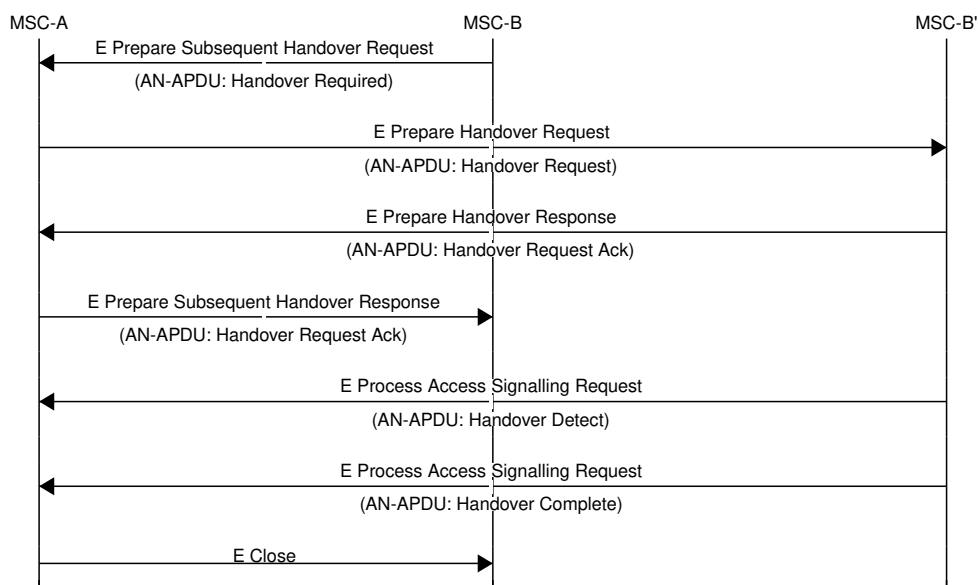 MSC-A MSC-B MSC-B'
E Prepare Subsequent Handover Request
(AN-APDU: Handover Required)
E Prepare Handover Request
(AN-APDU: Handover Request)
E Prepare Handover Response
(AN-APDU: Handover Request Ack)
E Prepare Subsequent Handover Response
(AN-APDU: Handover Request Ack)
E Process Access Signalling Request
(AN-APDU: Handover Detect)
E Process Access Signalling Request
(AN-APDU: Handover Complete)
E Close